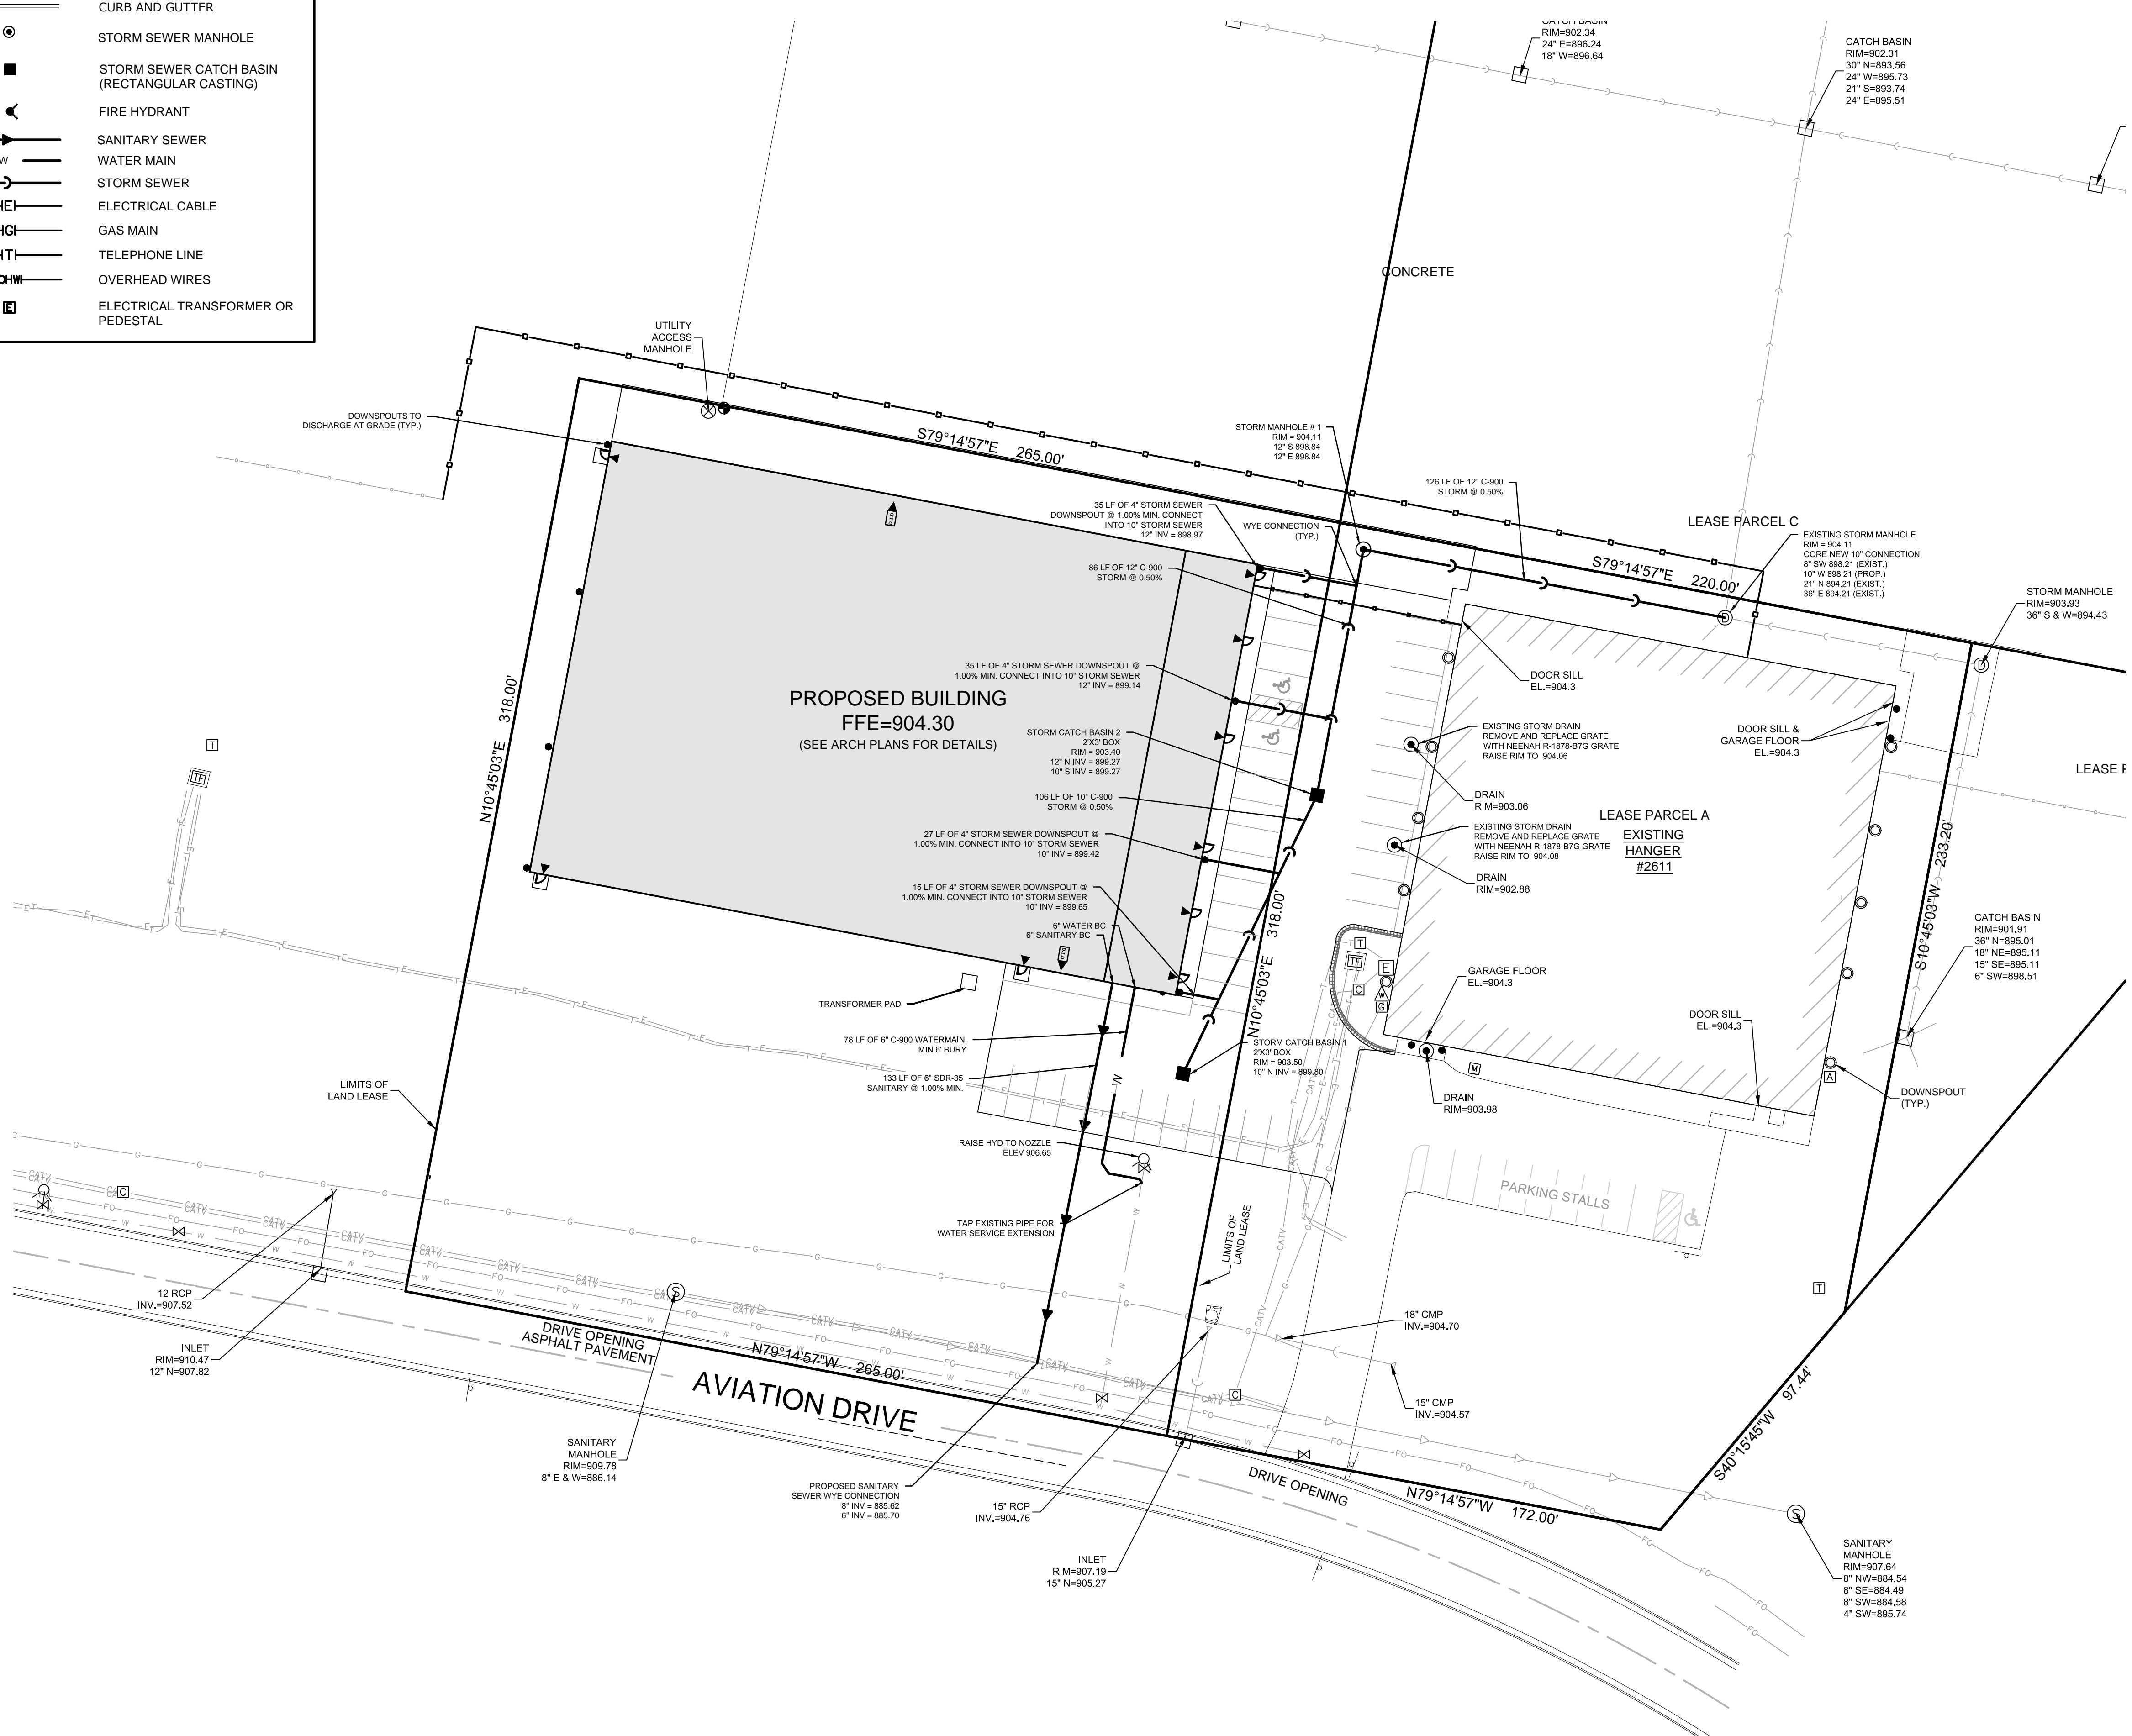 CURB AND GUTTER
STORM SEWER MANHOLE
STORM SEWER CATCH BASIN
(RECTANGULAR CASTING)
FIRE HYDRANT
SANITARY SEWER
W
WATER MAIN
STORM SEWER
E
ELECTRICAL CABLE
G
GAS MAIN
T
TELEPHONE LINE
OHW
OVERHEAD WIRES
E
ELECTRICAL TRANSFORMER OR
PEDESTAL
CATCH BASIN
RIM=902.34
24" E=896.24
18" W=896.64
CATCH BASIN
RIM=902.31
30" N=893.56
24" W=895.73
21" S=893.74
24" E=895.51
CONCRETE
UTILITY
ACCESS
MANHOLE
DOWNSPOUTS TO
DISCHARGE AT GRADE (TYP.)
S79°14'57"E 265.00'
STORM MANHOLE # 1
RIM = 904.11
12" S 898.84
12" E 898.84
126 LF OF 12" C-900
STORM @ 0.50%
35 LF OF 4" STORM SEWER
DOWNSPOUT @ 1.00% MIN. CONNECT
INTO 10" STORM SEWER
12" INV = 898.97
WYE CONNECTION
(TYP.)
LEASE PARCEL C
EXISTING STORM MANHOLE
RIM = 904.11
CORE NEW 10" CONNECTION
8" SW 898.21 (EXIST.)
10" W 898.21 (PROP.)
21" N 894.21 (EXIST.)
36" E 894.21 (EXIST.)
S79°14'57"E 220.00'
86 LF OF 12" C-900
STORM @ 0.50%
STORM MANHOLE
RIM=903.93
36" S & W=894.43
D
D
35 LF OF 4" STORM SEWER DOWNSPOUT @
1.00% MIN. CONNECT INTO 10" STORM SEWER
12" INV = 899.14
DOOR SILL
EL.=904.3
PROPOSED BUILDING
FFE=904.30
(SEE ARCH PLANS FOR DETAILS)
N10°45'03"E 318.00'
STORM CATCH BASIN 2
2'X3' BOX
RIM = 903.40
12" N INV = 899.27
10" S INV = 899.27
EXISTING STORM DRAIN
REMOVE AND REPLACE GRATE
WITH NEENAH R-1878-B7G GRATE
RAISE RIM TO 904.06
DOOR SILL &
GARAGE FLOOR
EL.=904.3
T
TF
LEASE
106 LF OF 10" C-900
STORM @ 0.50%
DRAIN
RIM=903.06
LEASE PARCEL A
EXISTING
HANGER
#2611
27 LF OF 4" STORM SEWER DOWNSPOUT @
1.00% MIN. CONNECT INTO 10" STORM SEWER
10" INV = 899.42
EXISTING STORM DRAIN
REMOVE AND REPLACE GRATE
WITH NEENAH R-1878-B7G GRATE
RAISE RIM TO 904.08
DRAIN
RIM=902.88
15 LF OF 4" STORM SEWER DOWNSPOUT @
1.00% MIN. CONNECT INTO 10" STORM SEWER
10" INV = 899.65
6" WATER BC
6" SANITARY BC
N10°45'03"E 318.00'
S10°45'03"W 233.20'
CATCH BASIN
RIM=901.91
36" N=895.01
18" NE=895.11
15" SE=895.11
6" SW=898.51
T
TF
E
C
W
G
GARAGE FLOOR
EL.=904.3
TRANSFORMER PAD
DOOR SILL
EL.=904.3
78 LF OF 6" C-900 WATERMAIN.
MIN 6' BURY
STORM CATCH BASIN 1
2'X3' BOX
RIM = 903.50
10" N INV = 899.80
133 LF OF 6" SDR-35
SANITARY @ 1.00% MIN.
W
M
A
DRAIN
RIM=903.98
DOWNSPOUT
(TYP.)
LIMITS OF
LAND LEASE
RAISE HYD TO NOZZLE
ELEV 906.65
PARKING STALLS
TAP EXISTING PIPE FOR
WATER SERVICE EXTENSION
LIMITS OF
LAND LEASE
C
CATV
G
FO
W
12 RCP
INV.=907.52
S
T
18" CMP
INV.=904.70
INLET
RIM=910.47
12" N=907.82
DRIVE OPENING
ASPHALT PAVEMENT
N79°14'57"W 265.00'
AVIATION DRIVE
C
15" CMP
INV.=904.57
S40°15'45"W 97.44'
SANITARY
MANHOLE
RIM=909.78
8" E & W=886.14
PROPOSED SANITARY
SEWER WYE CONNECTION
8" INV = 885.62
6" INV = 885.70
15" RCP
INV.=904.76
DRIVE OPENING
N79°14'57"W 172.00'
S
INLET
RIM=907.19
15" N=905.27
SANITARY
MANHOLE
RIM=907.64
8" NW=884.54
8" SE=884.49
8" SW=884.58
4" SW=895.74